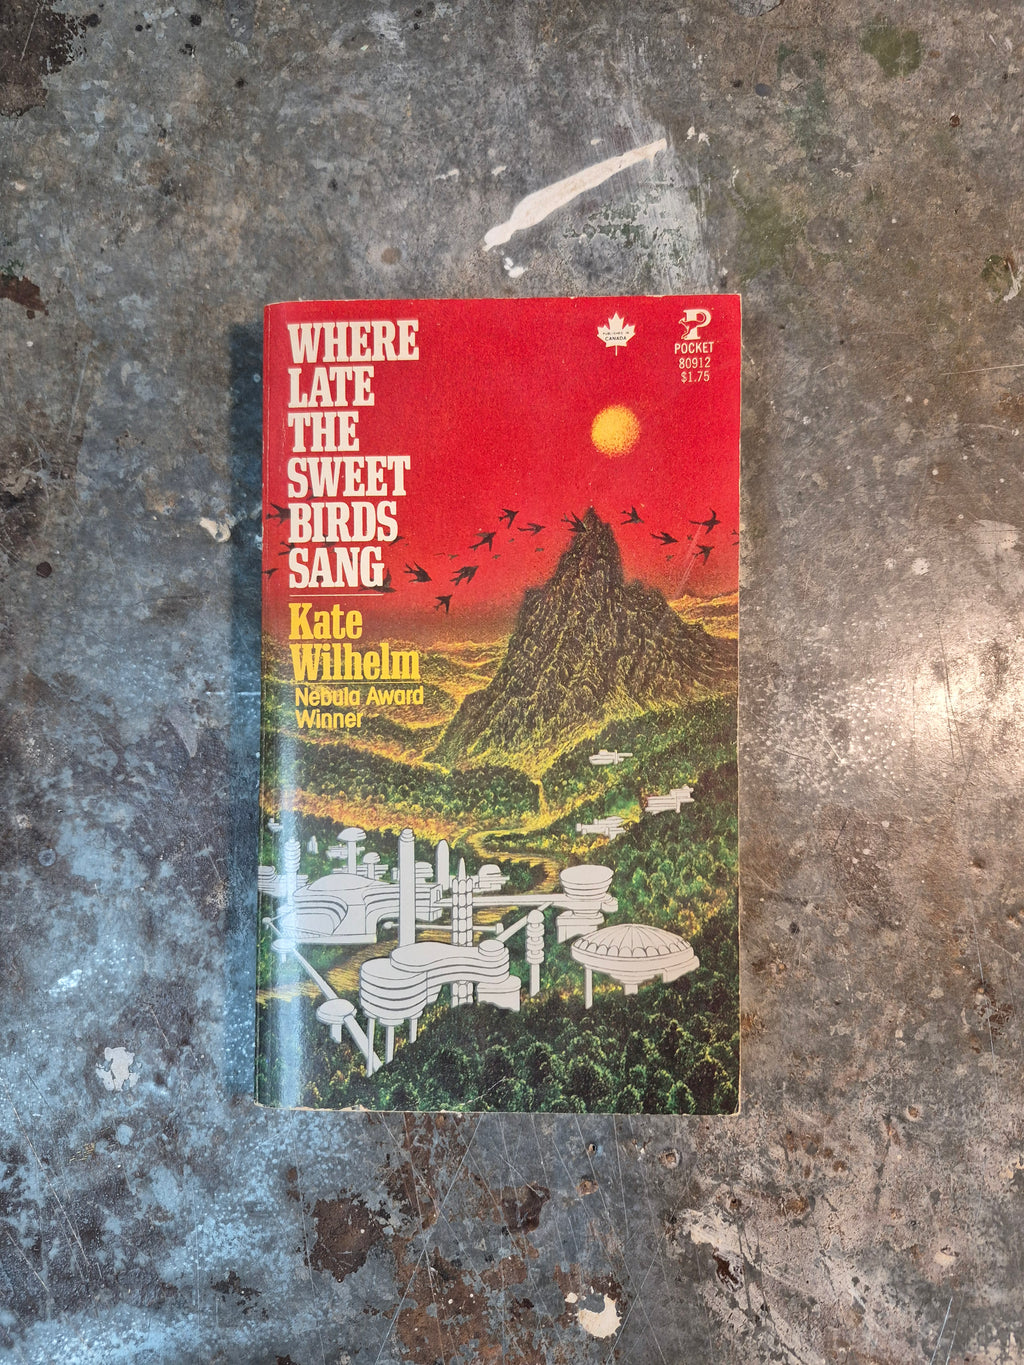 WHERE
LATE
THE
SWEET
BIRDS
SANG
Kate
Wilhelm
Nebula Award
Winner
PUBLISHED IN
CANADA
P
POCKET
80912
$1.75